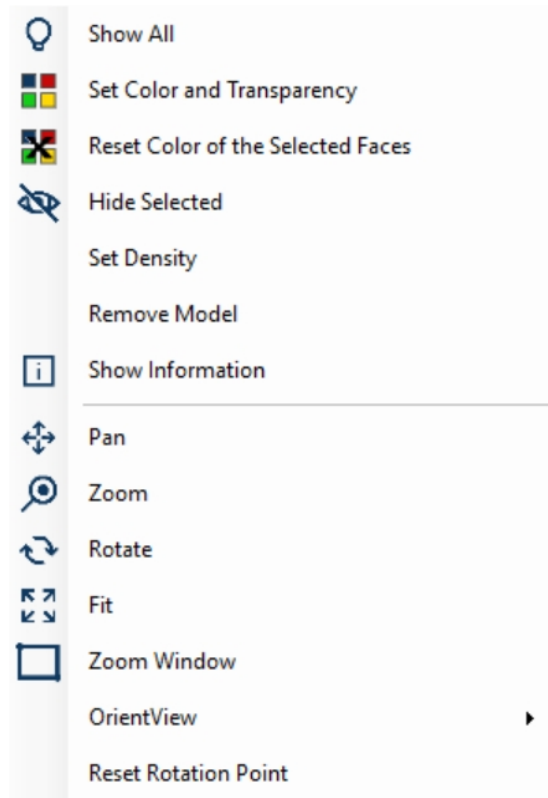 Show All
Set Color and Transparency
Reset Color of the Selected Faces
Hide Selected
Set Density
Remove Model
Show Information
Pan
Zoom
Rotate
Fit
Zoom Window
OrientView
Reset Rotation Point